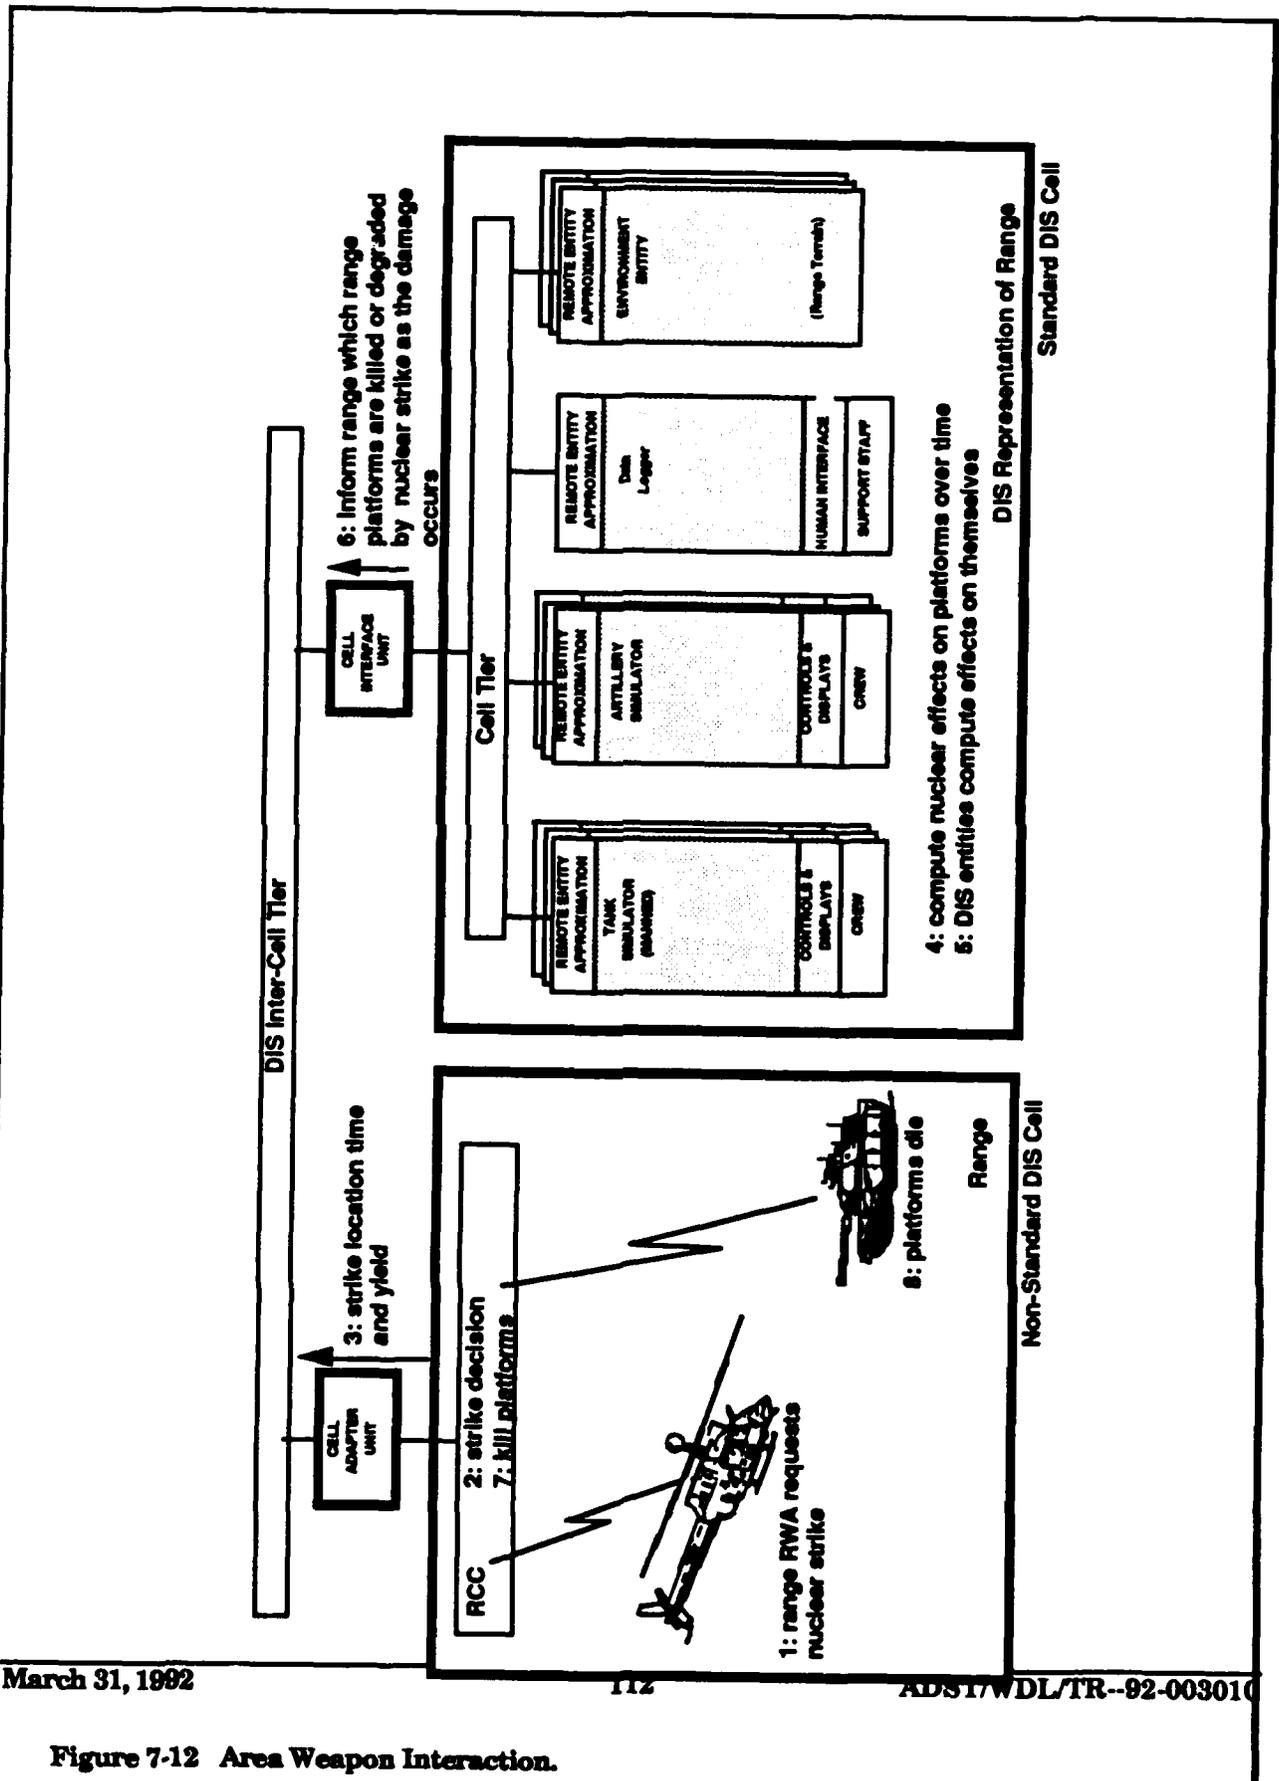 DIS Inter-Cell Tier
CELL
ADAPTER
UNIT
3: strike location time
and yield
CELL
INTERFACE
UNIT
6: Inform range which range
platforms are killed or degraded
by nuclear strike as the damage
occurs
RCC
2: strike decision
7: kill platforms
1: range RWA requests
nuclear strike
8: platforms die
Range
Non-Standard DIS Cell
Cell Tier
REMOTE ENTITY
APPROXIMATION
TANK
SIMULATOR
(MANNED)
CONTROLS &
DISPLAYS
CREW
REMOTE ENTITY
APPROXIMATION
ARTILLERY
SIMULATOR
CONTROLS &
DISPLAYS
CREW
REMOTE ENTITY
APPROXIMATION
Data
Logger
HUMAN INTERFACE
SUPPORT STAFF
REMOTE ENTITY
APPROXIMATION
ENVIRONMENT
ENTITY
(Range Terrain)
4: compute nuclear effects on platforms over time
5: DIS entities compute effects on themselves
DIS Representation of Range
Standard DIS Cell
March 31, 1992
112
ADST/WDL/TR--92-003010
Figure 7-12 Area Weapon Interaction.